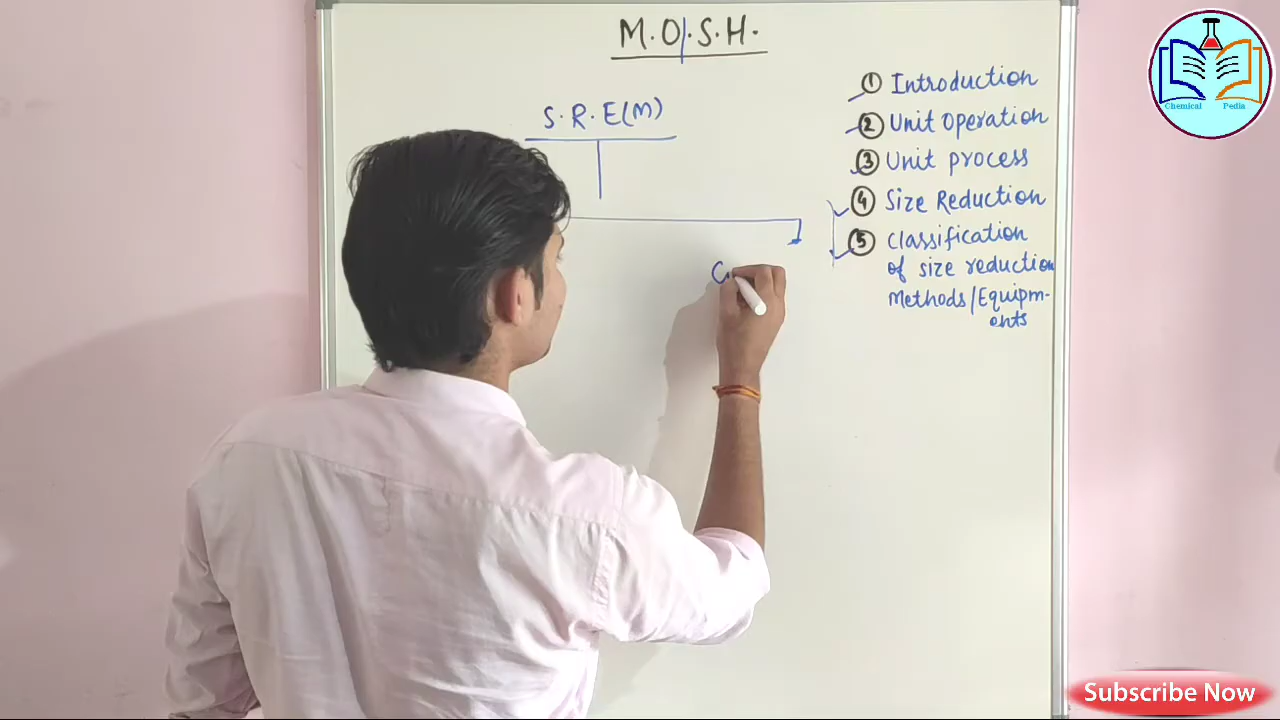 M.O.S.H.
S.R.E(M)
① Introduction
② Unit Operation
③ Unit process
④ Size Reduction
⑤ Classification
of size reduction
Methods/Equipm-
ents
Chemical Pedia
Subscribe Now